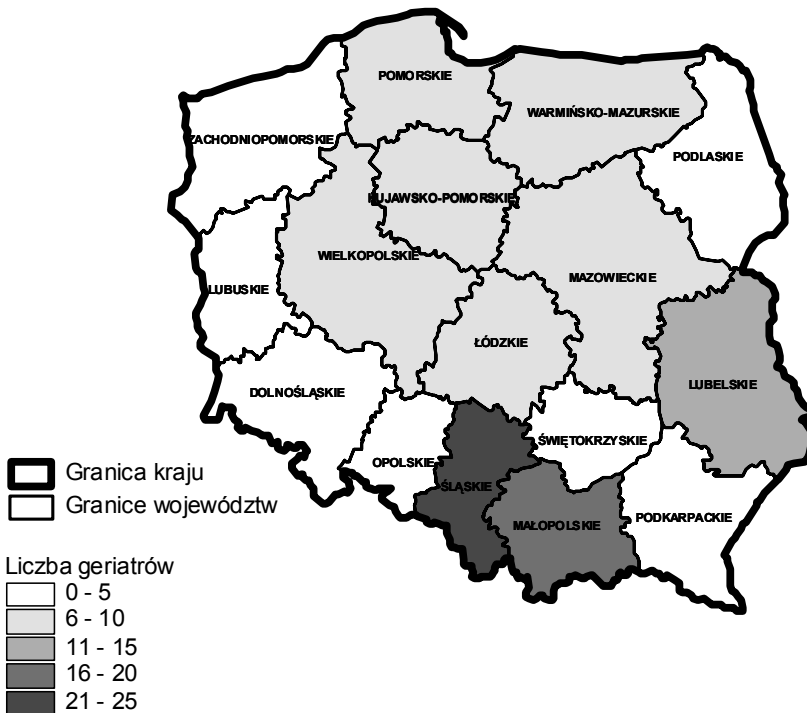 POMORSKIE
WARMIŃSKO-MAZURSKIE
ZACHODNIOPOMORSKIE
PODLASKIE
KUJAWSKO-POMORSKIE
WIELKOPOLSKIE
MAZOWIECKIE
LUBUSKIE
ŁÓDZKIE
LUBELSKIE
DOLNOŚLĄSKIE
ŚWIĘTOKRZYSKIE
OPOLSKIE
ŚLĄSKIE
MAŁOPOLSKIE
PODKARPACKIE
Granica kraju
Granice województw
Liczba geriatrów
0 - 5
6 - 10
11 - 15
16 - 20
21 - 25